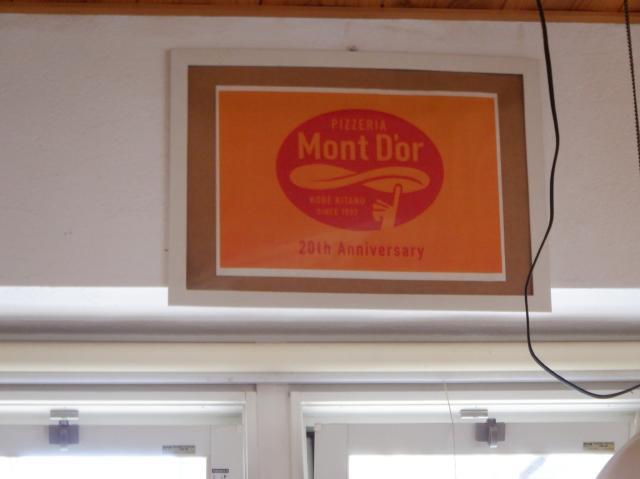 PIZZERIA
Mont D'or
KOBE KITANO
SINCE 1997
20th Anniversary